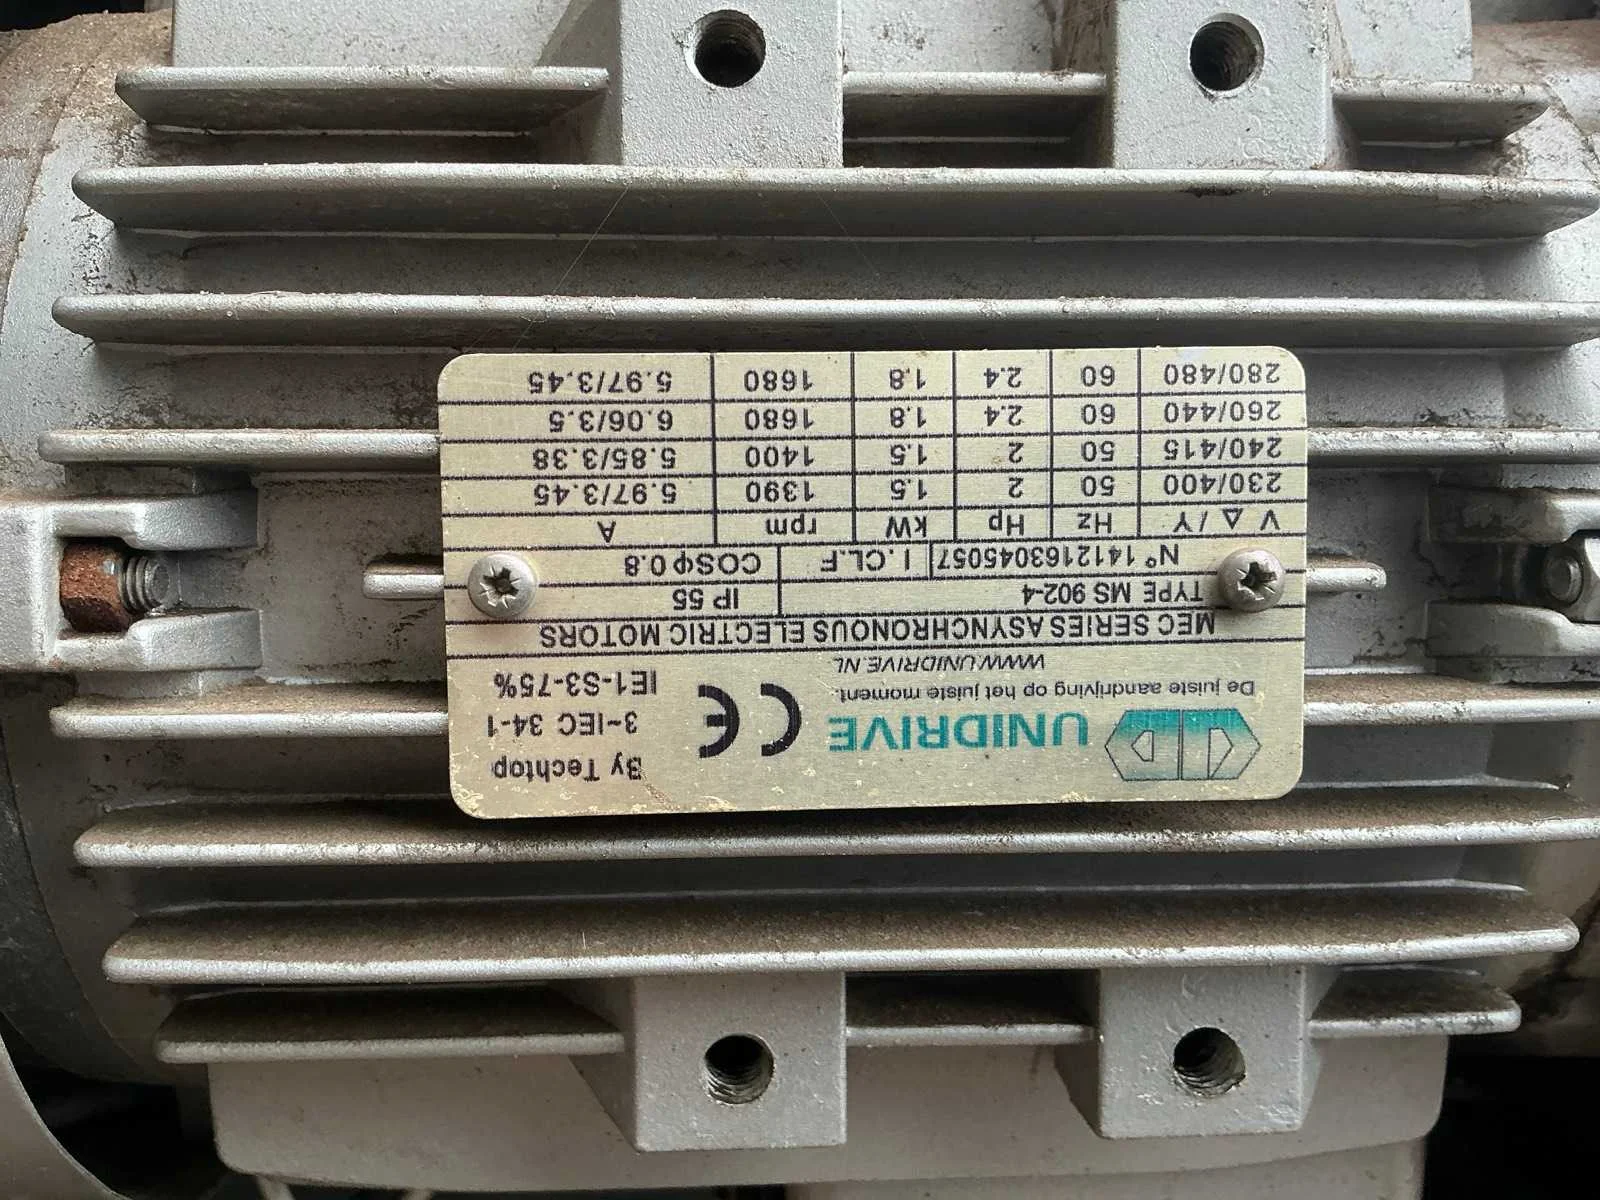 UNIDRIVE
De juiste aandrijving op het juiste moment.
WWW.UNIDRIVE.NL
CE
By Techtop
3~IEC 34-1
IE1-S3-75%
MEC SERIES ASYNCHRONOUS ELECTRIC MOTORS
TYPE MS 902-4 IP 55
N° 1412163045057 I.CL.F COSφ0.8
V Δ / Y Hz Hp kW rpm A
230/400 50 2 1.5 1390 5.97/3.45
240/415 50 2 1.5 1400 5.85/3.38
260/440 60 2.4 1.8 1680 6.06/3.5
280/480 60 2.4 1.8 1680 5.97/3.45